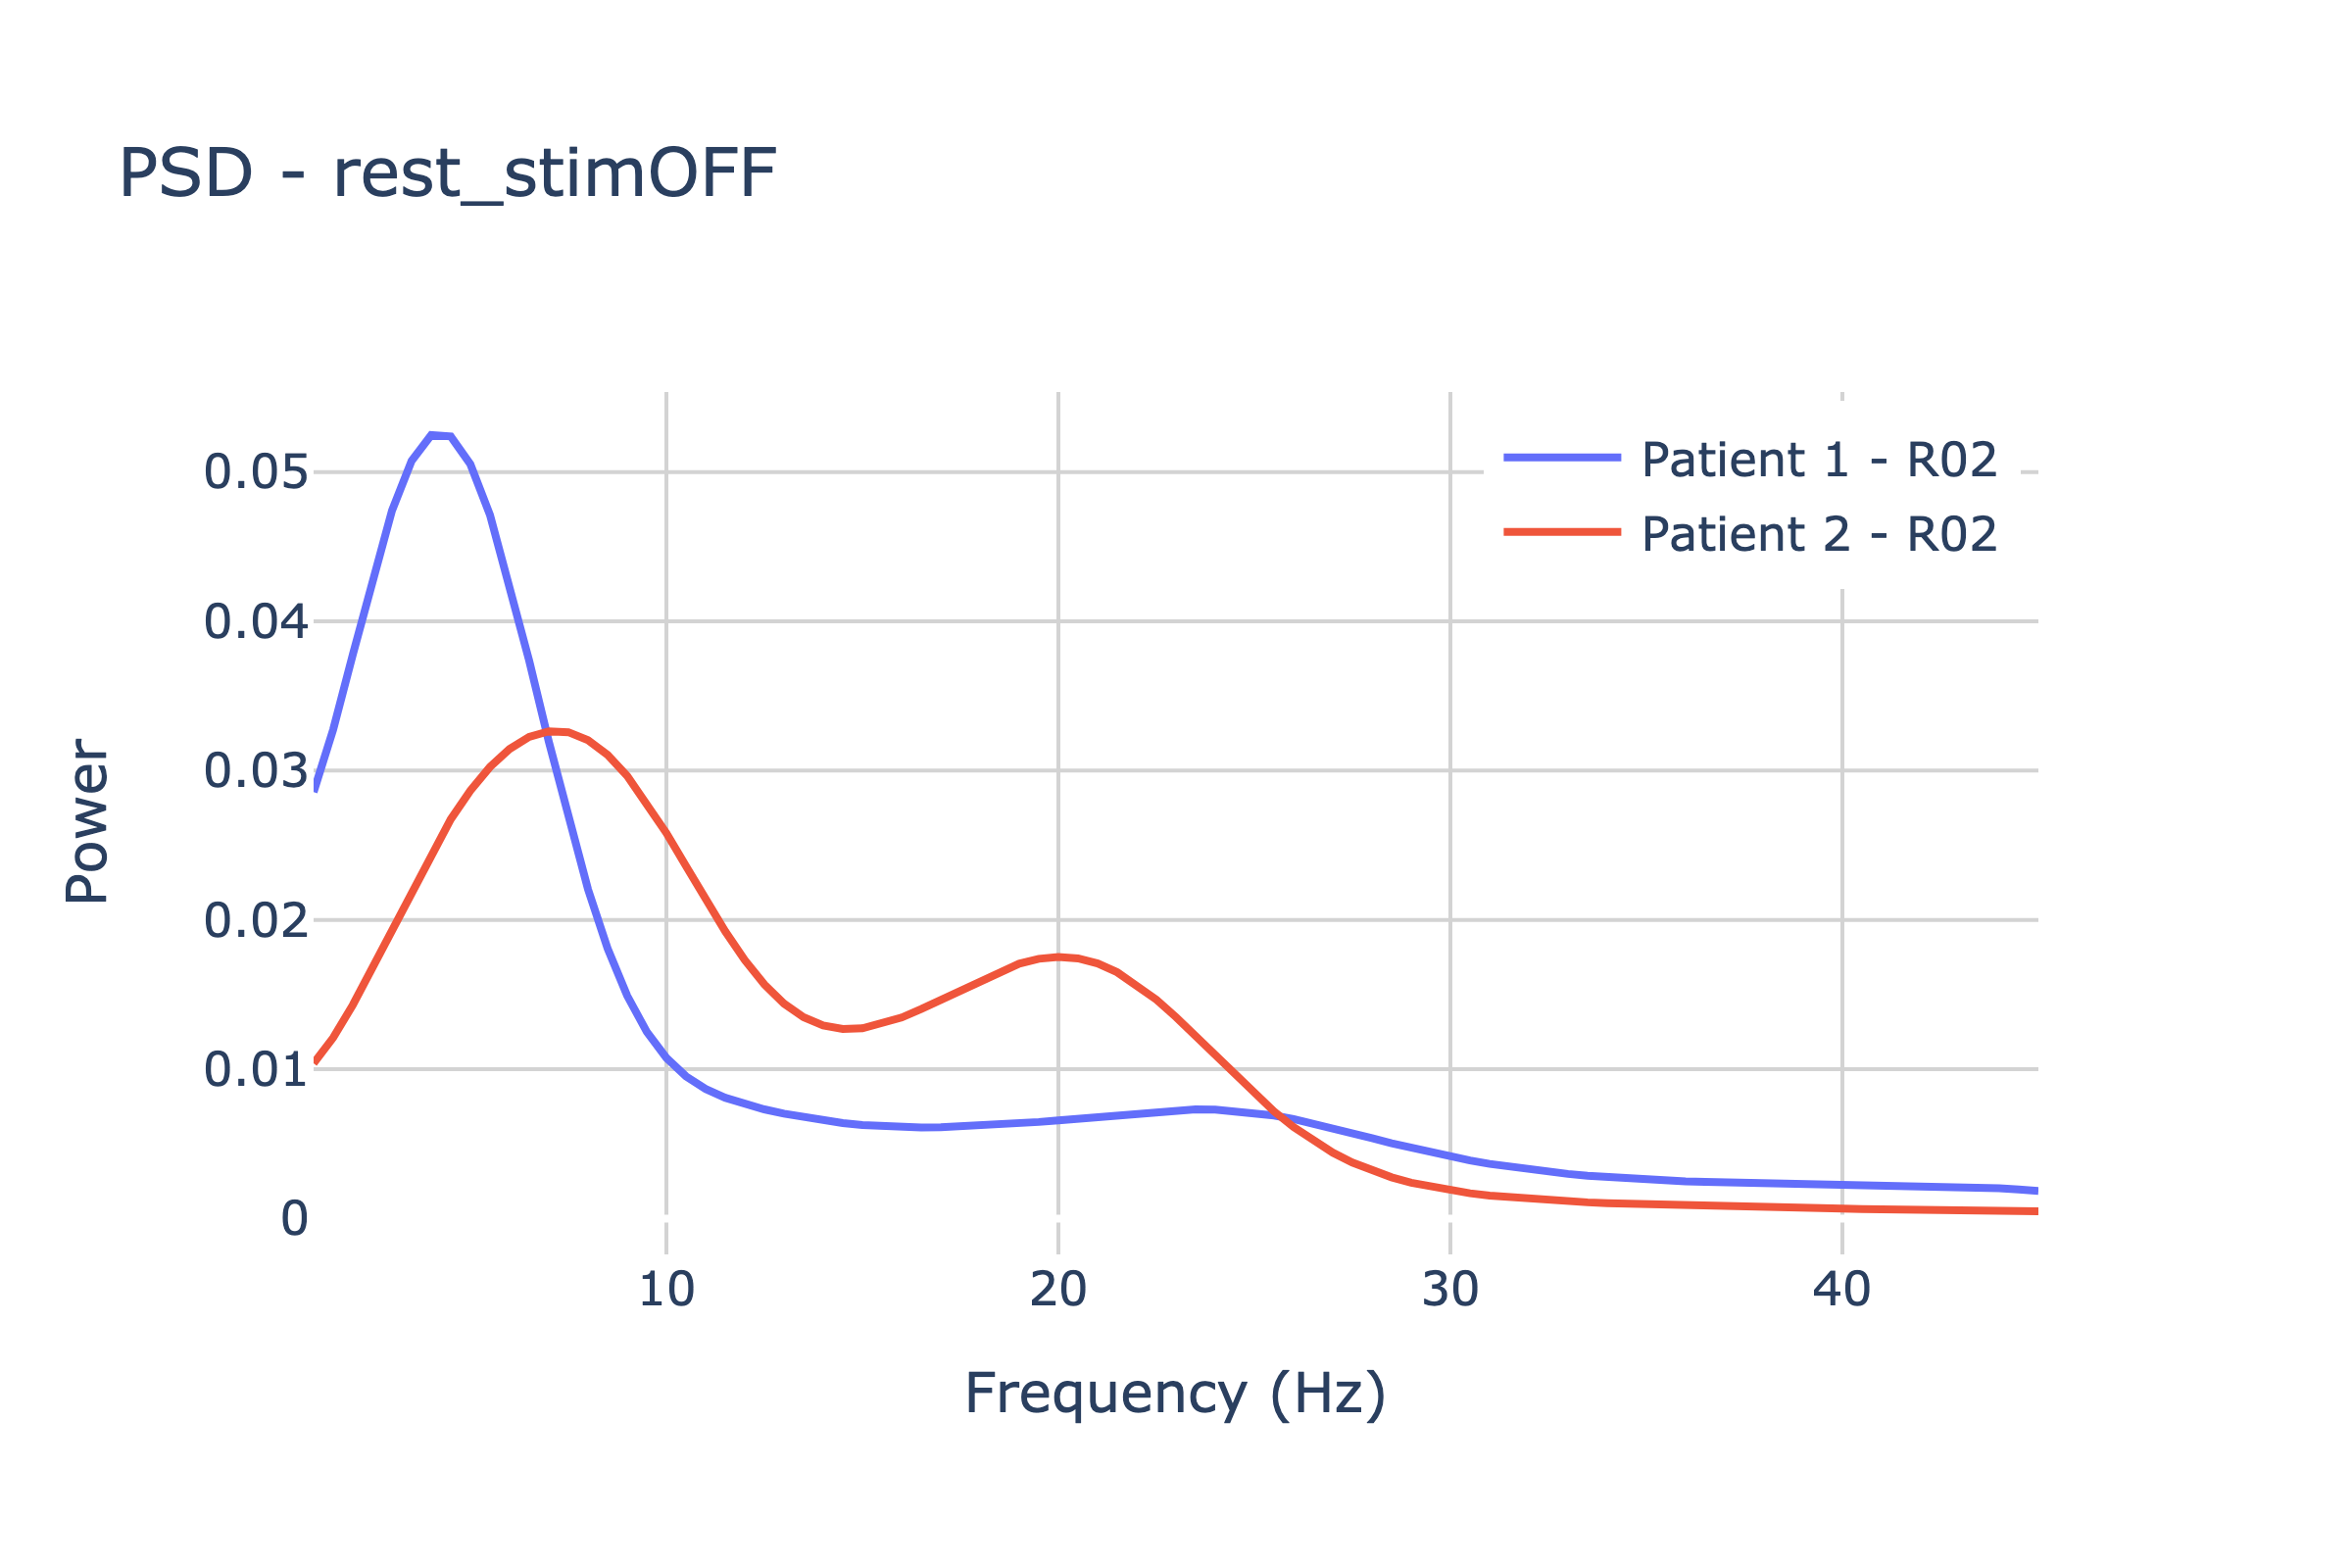 PSD - rest_stimOFF
Patient 1 - R02
Patient 2 - R02
0.05
0.04
0.03
0.02
0.01
0
Power
10 20 30 40
Frequency (Hz)